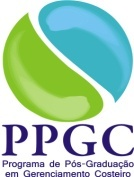 PPGC
Programa de Pós-Graduação
em Gerenciamento Costeiro